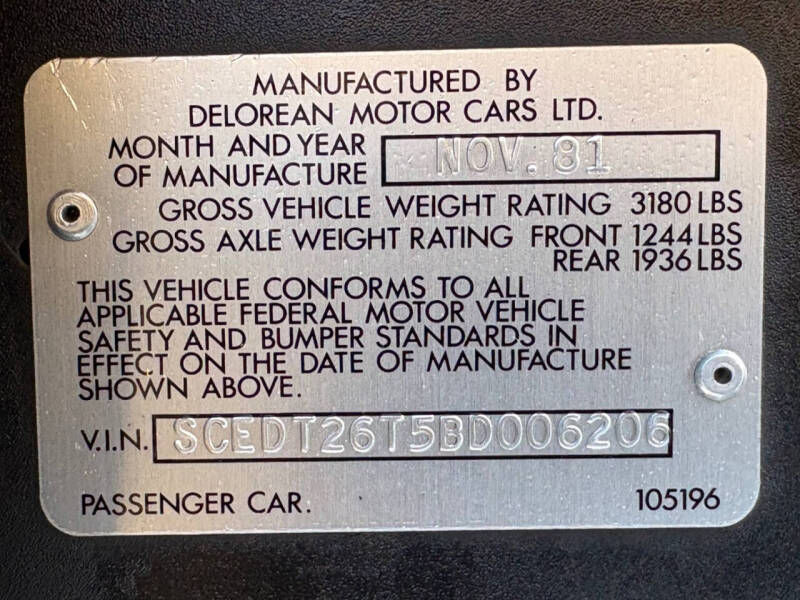 MANUFACTURED BY
DELOREAN MOTOR CARS LTD.
MONTH AND YEAR
OF MANUFACTURE NOV. 81
GROSS VEHICLE WEIGHT RATING 3180 LBS
GROSS AXLE WEIGHT RATING FRONT 1244 LBS
REAR 1936 LBS
THIS VEHICLE CONFORMS TO ALL
APPLICABLE FEDERAL MOTOR VEHICLE
SAFETY AND BUMPER STANDARDS IN
EFFECT ON THE DATE OF MANUFACTURE
SHOWN ABOVE.
V.I.N. SCEDT26T5BD006206
PASSENGER CAR. 105196